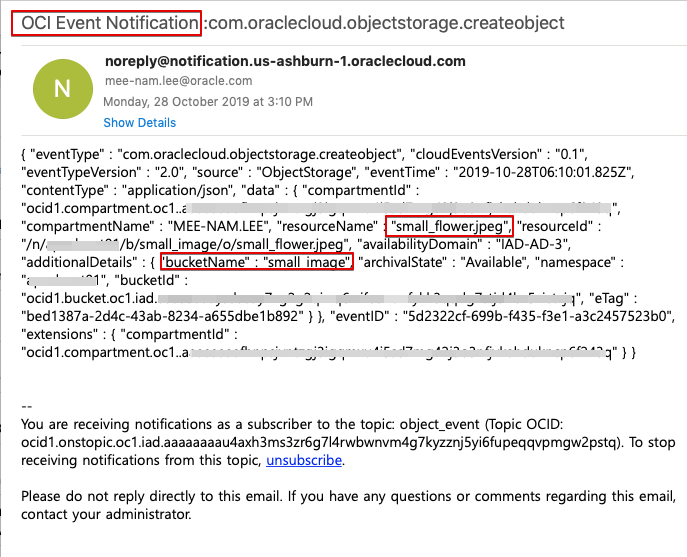 OCI Event Notification :com.oraclecloud.objectstorage.createobject
N
noreply@notification.us-ashburn-1.oraclecloud.com
mee-nam.lee@oracle.com
Monday, 28 October 2019 at 3:10 PM
Show Details
{ "eventType" : "com.oraclecloud.objectstorage.createobject", "cloudEventsVersion" : "0.1",
"eventTypeVersion" : "2.0", "source" : "ObjectStorage", "eventTime" : "2019-10-28T06:10:01.825Z",
"contentType" : "application/json", "data" : { "compartmentId" :
"ocid1.compartment.oc1..
"compartmentName" : "MEE-NAM.LEE", "resourceName" : "small_flower.jpeg", "resourceId" :
"/n/ /b/small_image/o/small_flower.jpeg", "availabilityDomain" : "IAD-AD-3",
"additionalDetails" : { "bucketName" : "small_image", "archivalState" : "Available", "namespace" :
", "bucketId" :
"ocid1.bucket.oc1.iad. ", "eTag" :
"bed1387a-2d4c-43ab-8234-a655dbe1b892" } }, "eventID" : "5d2322cf-699b-f435-f3e1-a3c2457523b0",
"extensions" : { "compartmentId" :
"ocid1.compartment.oc1.. " } }
--
You are receiving notifications as a subscriber to the topic: object_event (Topic OCID:
ocid1.onstopic.oc1.iad.aaaaaaaau4axh3ms3zr6g7l4rwbwnvm4g7kyzznj5yi6fupeqqvpmgw2pstq). To stop
receiving notifications from this topic, unsubscribe.
Please do not reply directly to this email. If you have any questions or comments regarding this email,
contact your administrator.